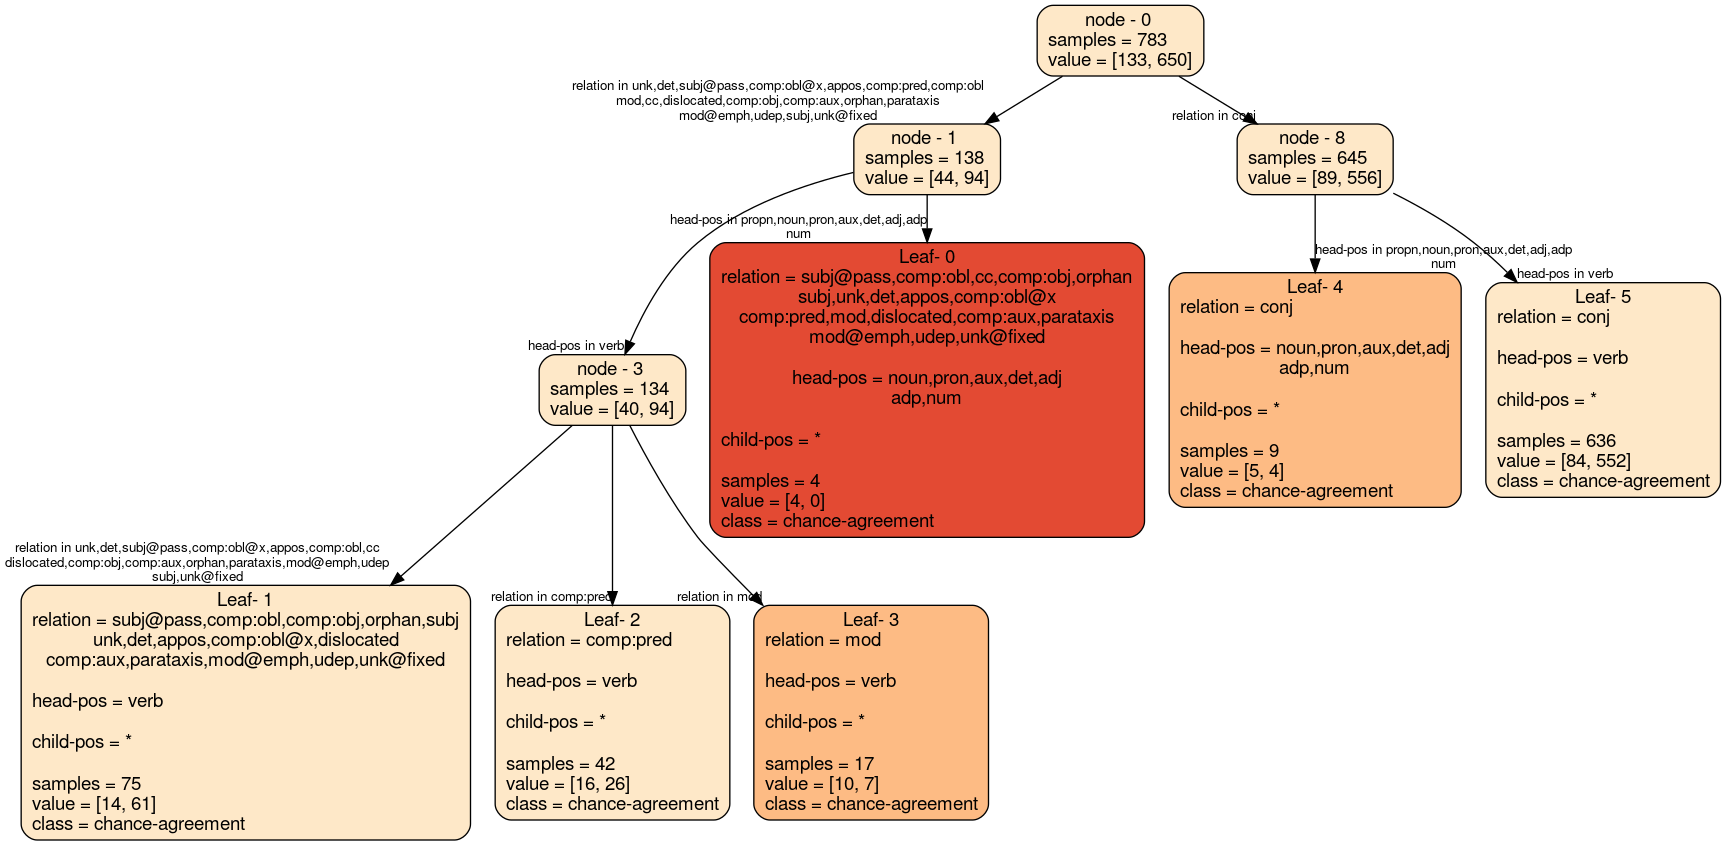 node - 0
samples = 783
value = [133, 650]
relation in unk,det,subj@pass,comp:obl@x,appos,comp:pred,comp:obl
mod,cc,dislocated,comp:obj,comp:aux,orphan,parataxis
mod@emph,udep,subj,unk@fixed
relation in conj
node - 1
samples = 138
value = [44, 94]
node - 8
samples = 645
value = [89, 556]
head-pos in propn,noun,pron,aux,det,adj,adp
num
head-pos in verb
Leaf- 0
relation = subj@pass,comp:obl,cc,comp:obj,orphan
subj,unk,det,appos,comp:obl@x
comp:pred,mod,dislocated,comp:aux,parataxis
mod@emph,udep,unk@fixed
head-pos = noun,pron,aux,det,adj
adp,num
child-pos = *
samples = 4
value = [4, 0]
class = chance-agreement
head-pos in propn,noun,pron,aux,det,adj,adp
num
head-pos in verb
Leaf- 4
relation = conj
head-pos = noun,pron,aux,det,adj
adp,num
child-pos = *
samples = 9
value = [5, 4]
class = chance-agreement
Leaf- 5
relation = conj
head-pos = verb
child-pos = *
samples = 636
value = [84, 552]
class = chance-agreement
node - 3
samples = 134
value = [40, 94]
relation in unk,det,subj@pass,comp:obl@x,appos,comp:obl,cc
dislocated,comp:obj,comp:aux,orphan,parataxis,mod@emph,udep
subj,unk@fixed
relation in comp:pred
relation in mod
Leaf- 1
relation = subj@pass,comp:obl,comp:obj,orphan,subj
unk,det,appos,comp:obl@x,dislocated
comp:aux,parataxis,mod@emph,udep,unk@fixed
head-pos = verb
child-pos = *
samples = 75
value = [14, 61]
class = chance-agreement
Leaf- 2
relation = comp:pred
head-pos = verb
child-pos = *
samples = 42
value = [16, 26]
class = chance-agreement
Leaf- 3
relation = mod
head-pos = verb
child-pos = *
samples = 17
value = [10, 7]
class = chance-agreement